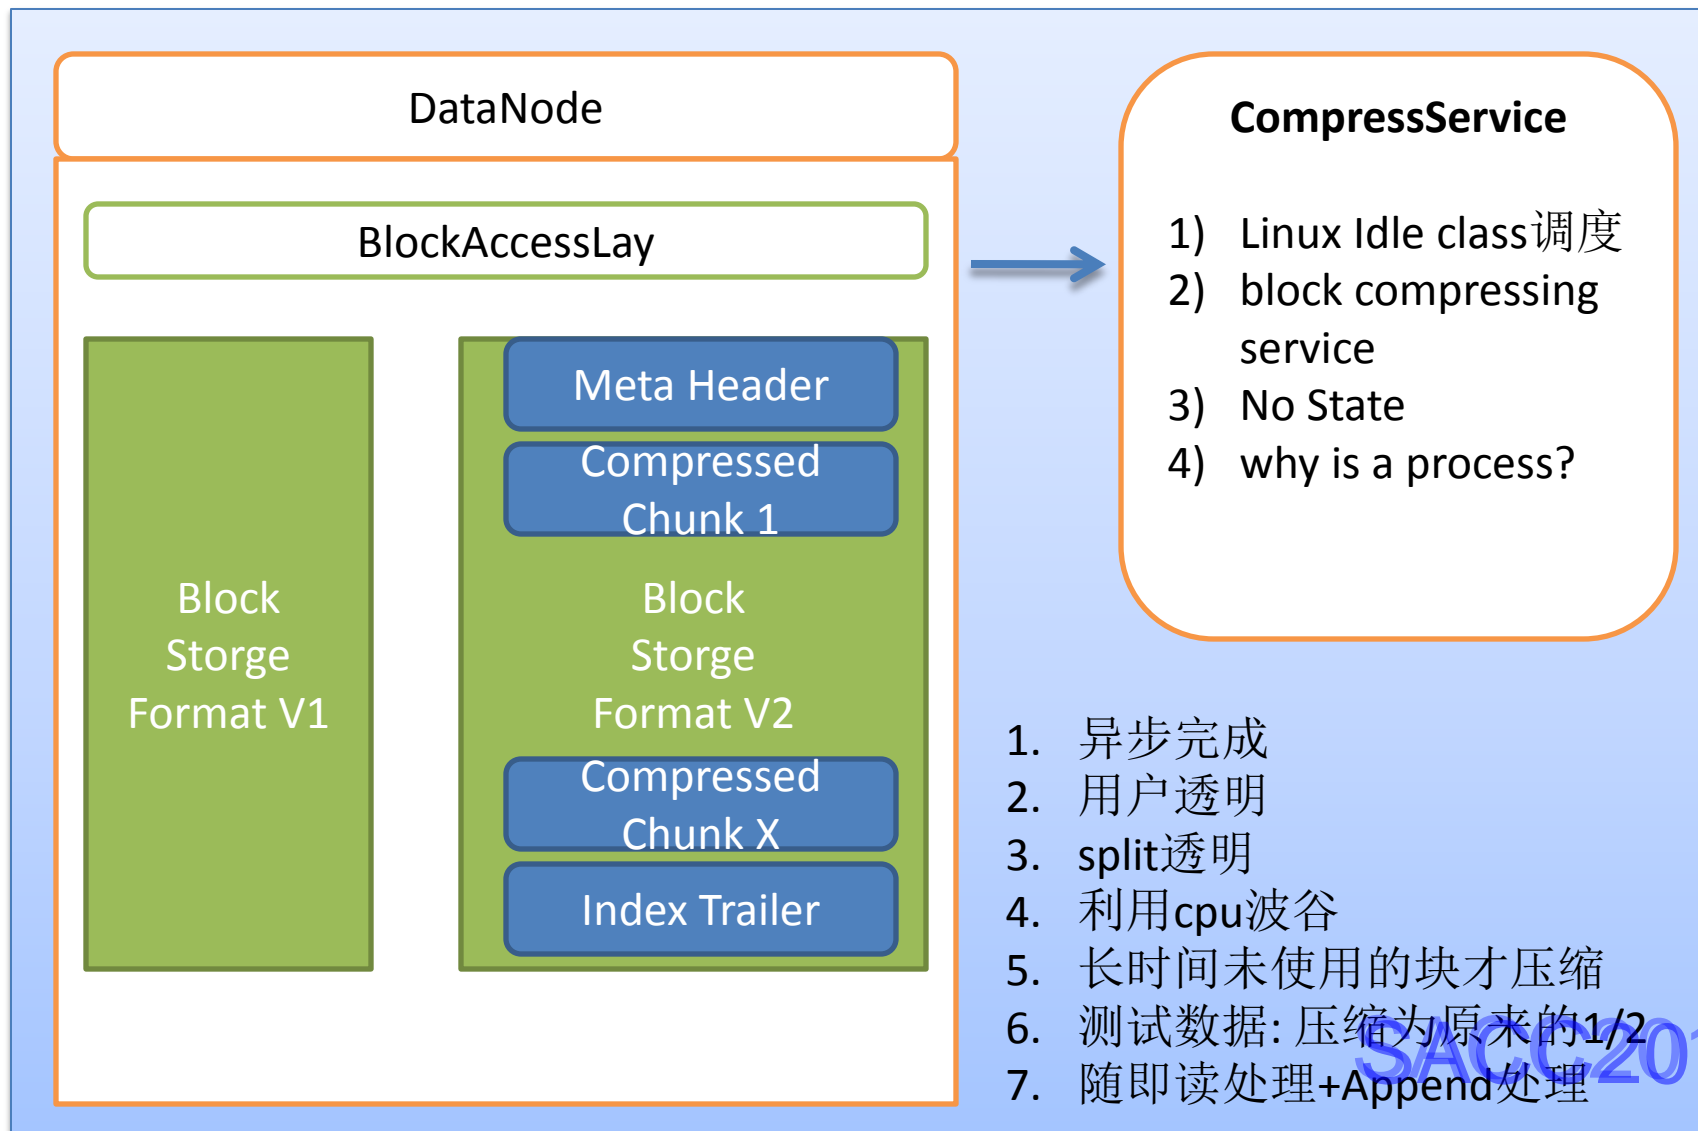 DataNode
BlockAccessLay
Block
Storge
Format V1
Meta Header
Compressed
Chunk 1
Block
Storge
Format V2
Compressed
Chunk X
Index Trailer
CompressService
1) Linux Idle class调度
2) block compressing
service
3) No State
4) why is a process?
1. 异步完成
2. 用户透明
3. split透明
4. 利用cpu波谷
5. 长时间未使用的块才压缩
6. 测试数据: 压缩为原来的1/2
7. 随即读处理+Append处理
SACC201